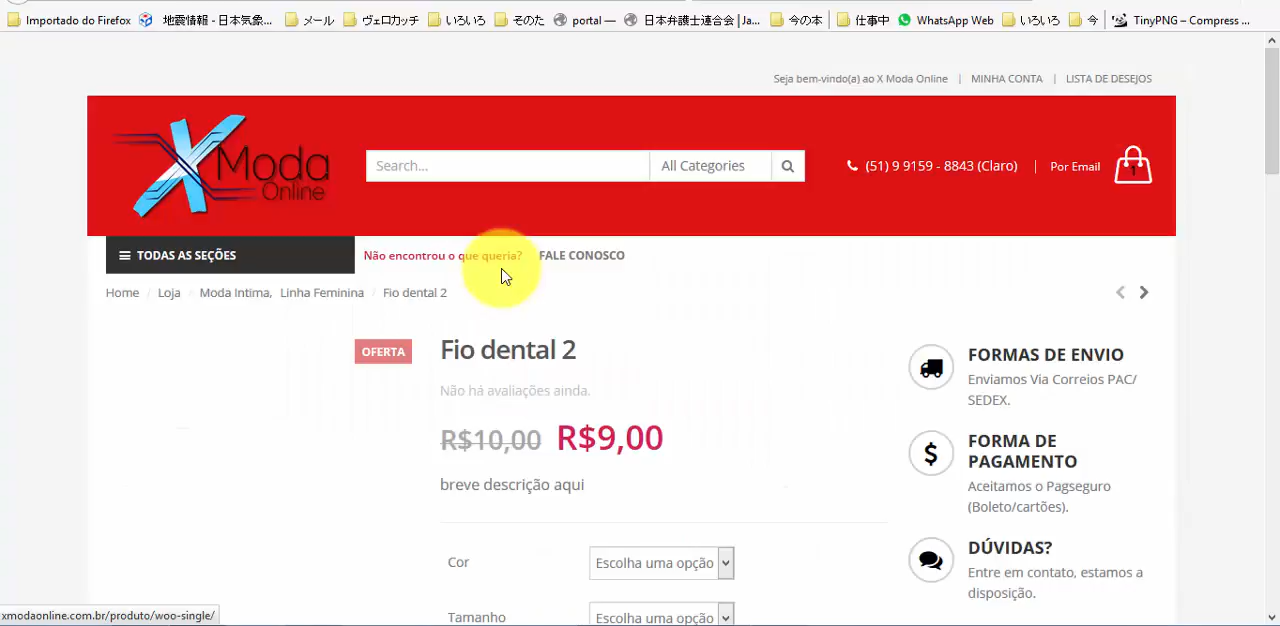 Importado do Firefox 地震情報 - 日本気象... メール ヴェロカッチ いろいろ そのた portal — 日本弁護士連合会 | Ja... 今の本 仕事中 WhatsApp Web いろいろ 今 TinyPNG – Compress ...
Seja bem-vindo(a) ao X Moda Online | MINHA CONTA | LISTA DE DESEJOS
X Moda Online
Search... All Categories
(51) 9 9159 - 8843 (Claro) | Por Email
1
TODAS AS SEÇÕES
Não encontrou o que queria? FALE CONOSCO
Home / Loja / Moda Intima, Linha Feminina / Fio dental 2
OFERTA
Fio dental 2
Não há avaliações ainda.
R$10,00 R$9,00
breve descrição aqui
Cor Escolha uma opção
Tamanho Escolha uma opção
FORMAS DE ENVIO
Enviamos Via Correios PAC/
SEDEX.
FORMA DE
PAGAMENTO
Aceitamos o Pagseguro
(Boleto/cartões).
DÚVIDAS?
Entre em contato, estamos a
disposição.
xmodaonline.com.br/produto/woo-single/